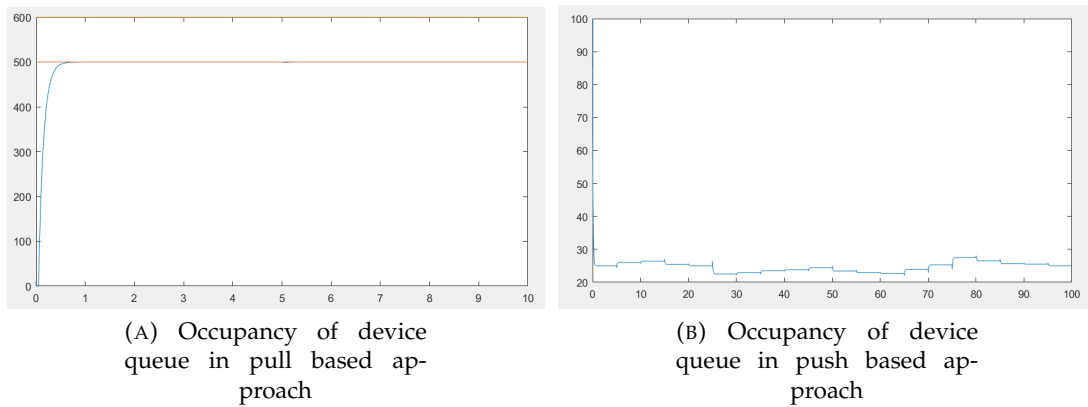 600
500
400
300
200
100
0
0 1 2 3 4 5 6 7 8 9 10
(A) Occupancy of device
queue in pull based ap-
proach
100
90
80
70
60
50
40
30
20
0 10 20 30 40 50 60 70 80 90 100
(B) Occupancy of device
queue in push based ap-
proach